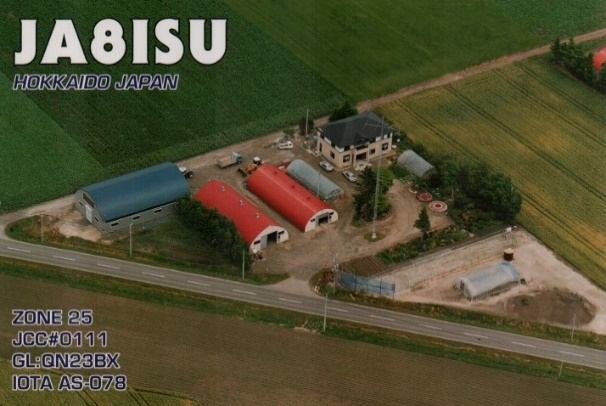 JA8ISU
HOKKAIDO JAPAN
ZONE 25
JCC#0111
GL:QN23BX
IOTA AS-078